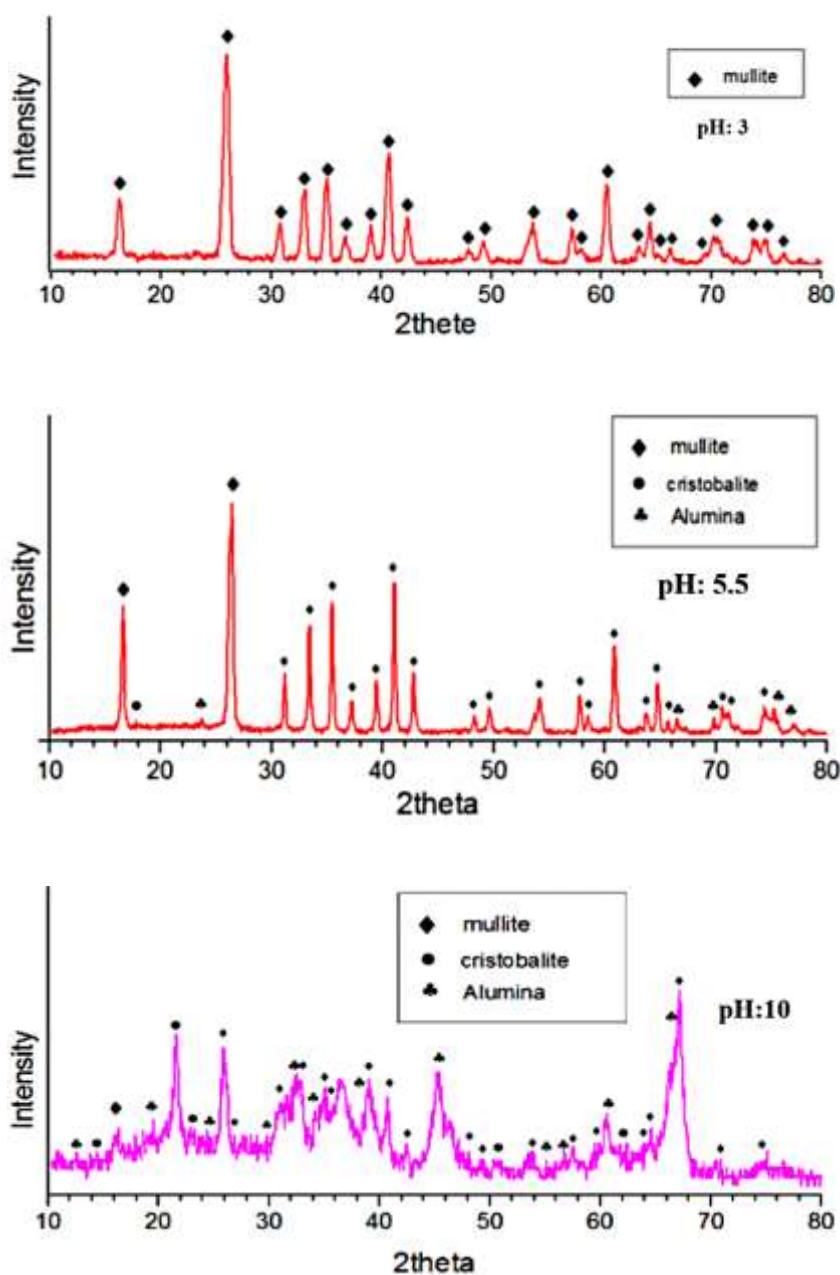 Intensity
◆ mullite
pH: 3
10 20 30 40 50 60 70 80
2thete
Intensity
◆ mullite
● cristobalite
♣ Alumina
pH: 5.5
10 20 30 40 50 60 70 80
2theta
Intensity
◆ mullite
● cristobalite
♣ Alumina
pH:10
10 20 30 40 50 60 70 80
2theta